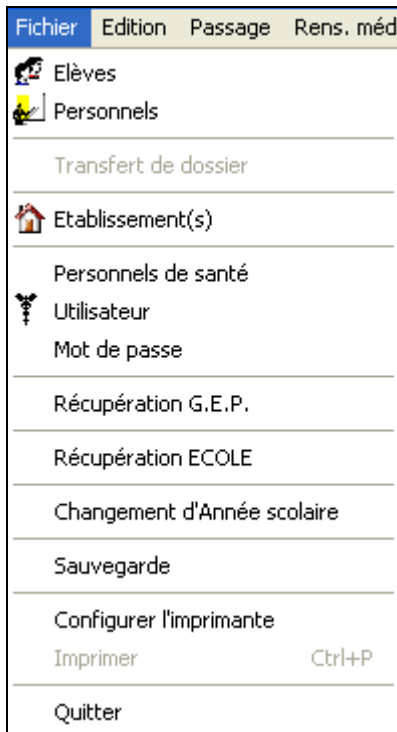 Fichier Edition Passage Rens. méd
Elèves
Personnels
Transfert de dossier
Etablissement(s)
Personnels de santé
Utilisateur
Mot de passe
Récupération G.E.P.
Récupération ECOLE
Changement d'Année scolaire
Sauvegarde
Configurer l'imprimante
Imprimer Ctrl+P
Quitter